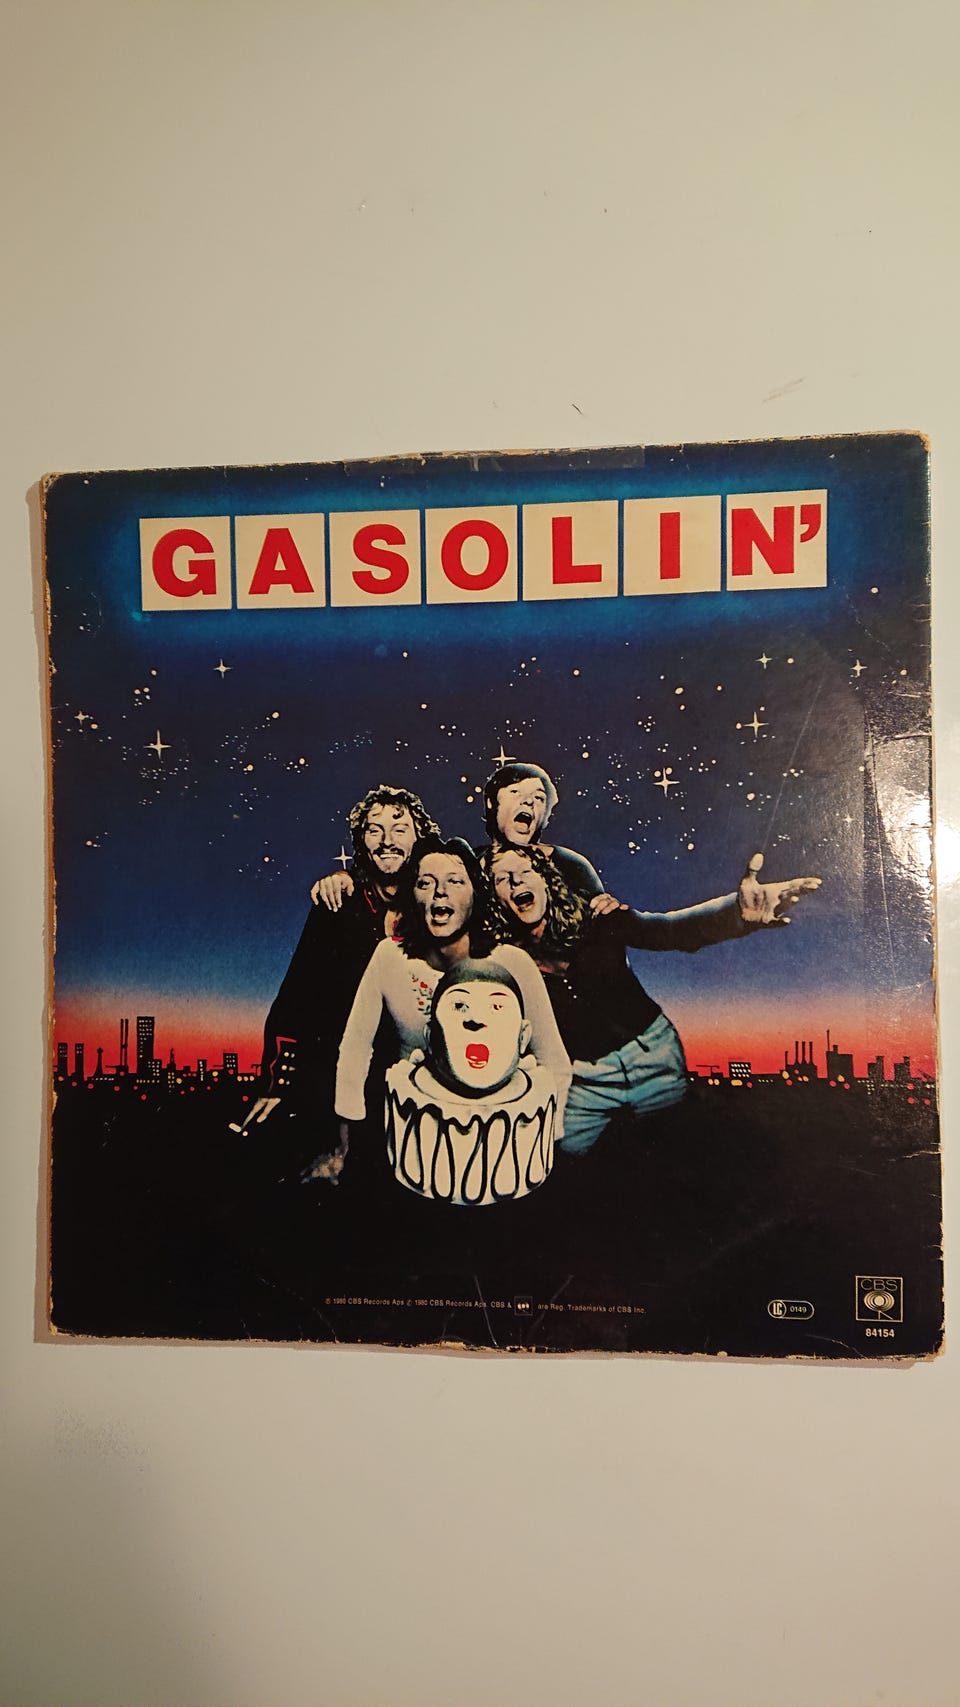 GASOLIN'
© 1980 CBS Records Aps ℗ 1980 CBS Records Aps. CBS & are Reg. Trademarks of CBS Inc.
LC 0149
CBS
84154